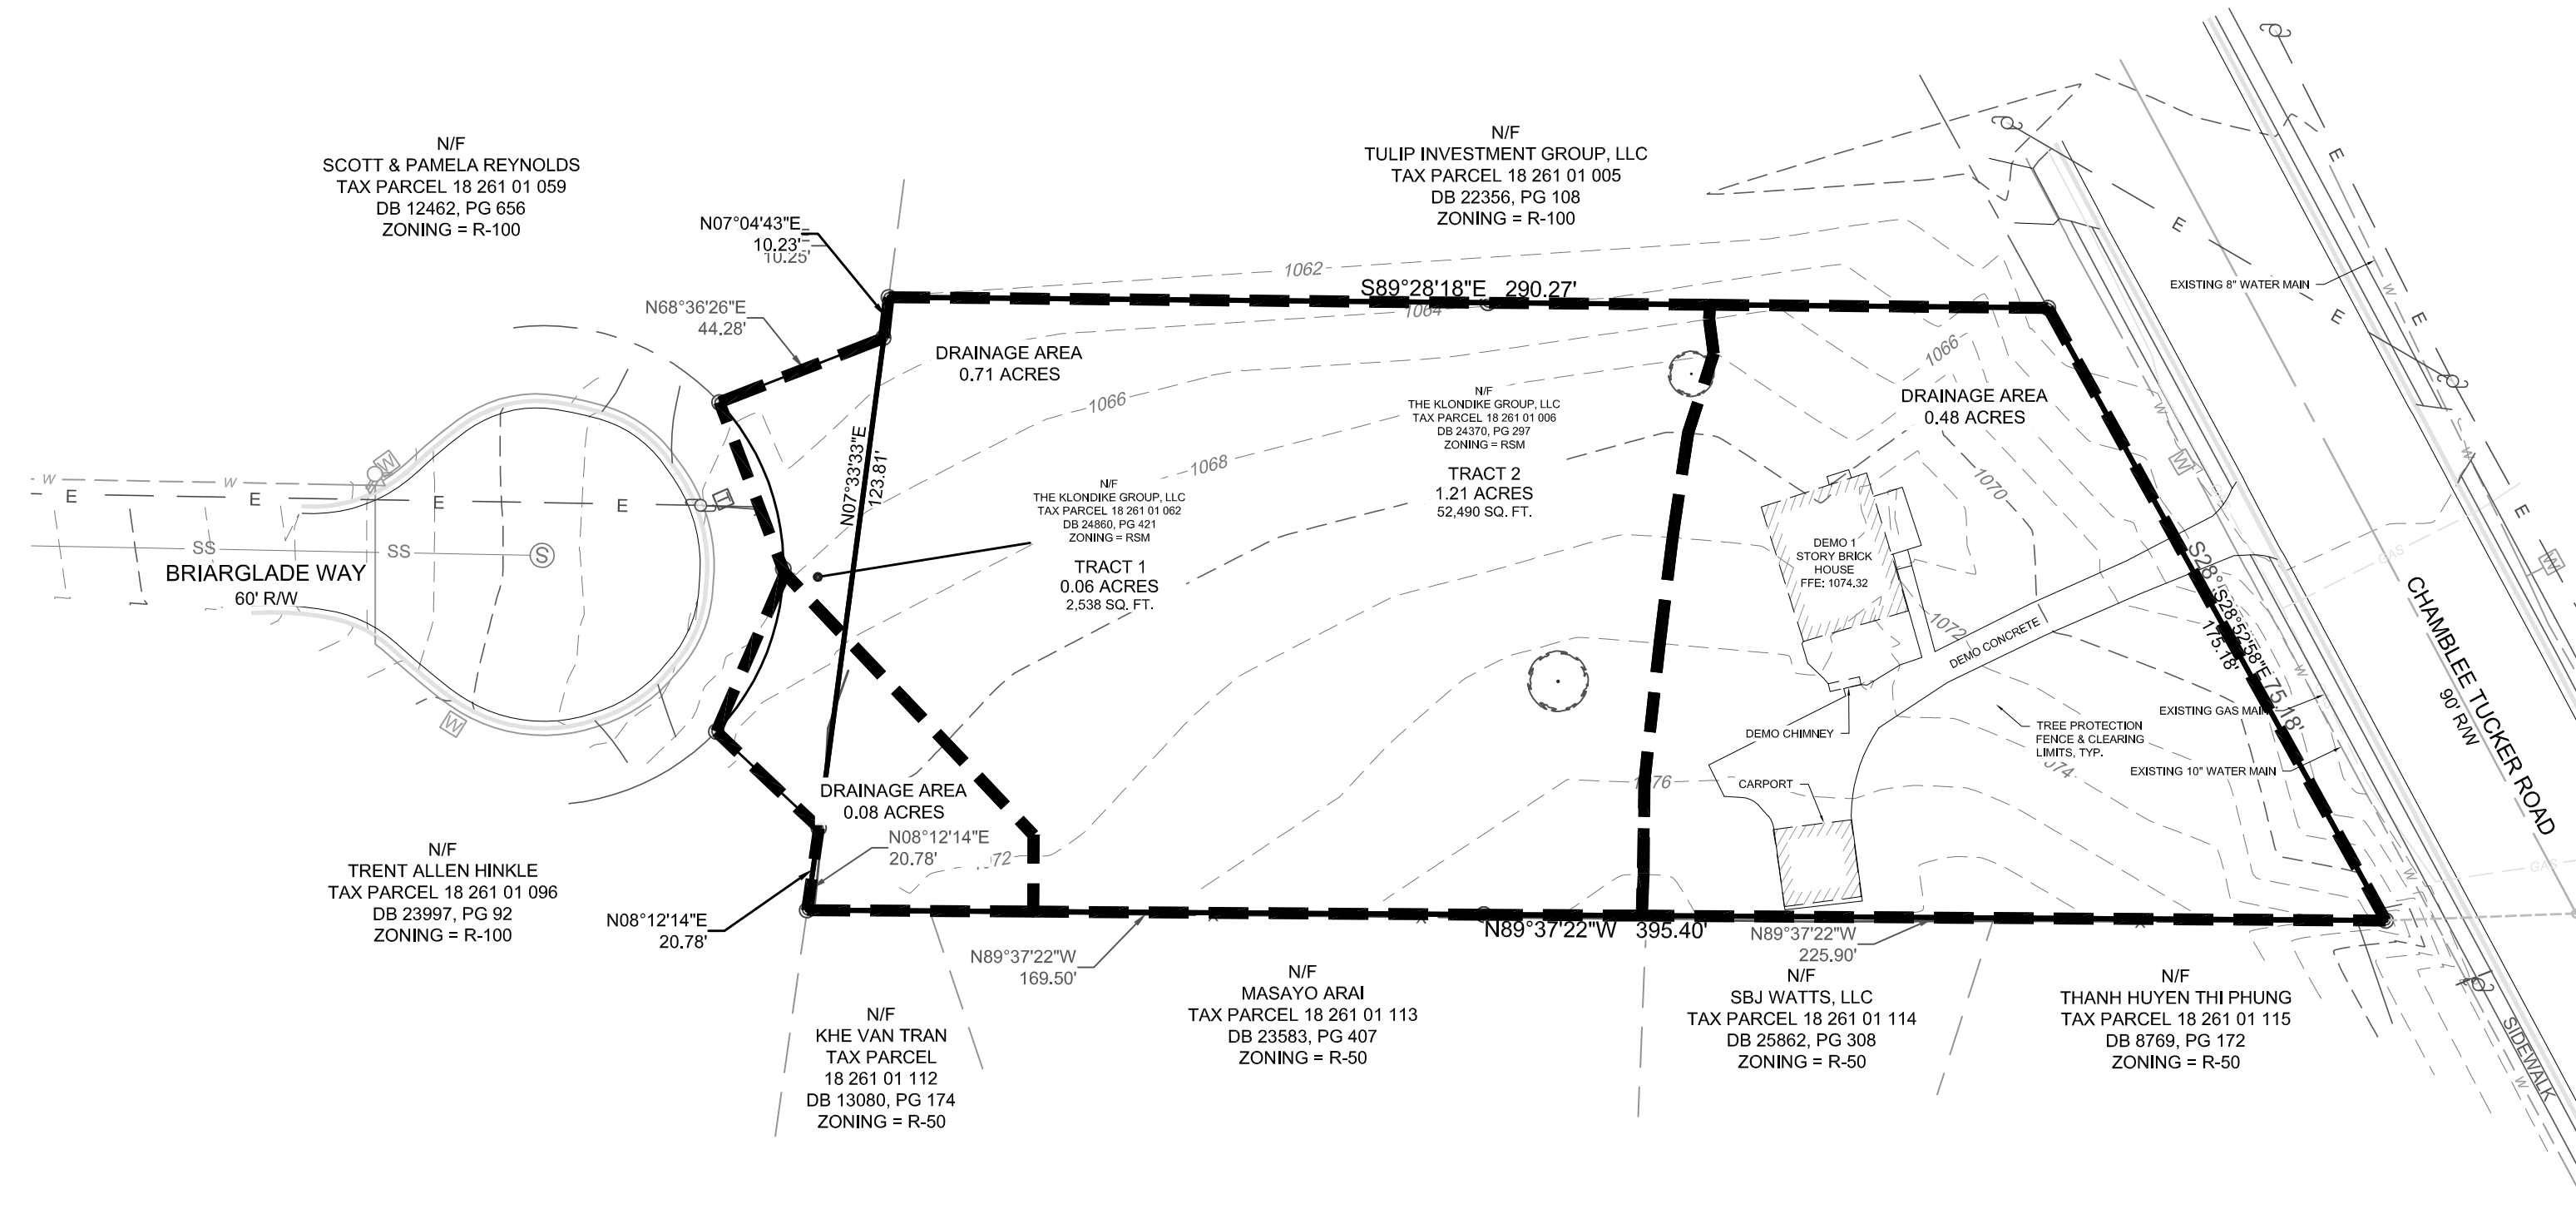 N/F
SCOTT & PAMELA REYNOLDS
TAX PARCEL 18 261 01 059
DB 12462, PG 656
ZONING = R-100
N/F
TULIP INVESTMENT GROUP, LLC
TAX PARCEL 18 261 01 005
DB 22356, PG 108
ZONING = R-100
N07°04'43"E
10.23'
10.25'
N68°36'26"E
44.28'
1062
S89°28'18"E 290.27'
1064
EXISTING 8" WATER MAIN
DRAINAGE AREA
0.71 ACRES
1066
1068
N/F
THE KLONDIKE GROUP, LLC
TAX PARCEL 18 261 01 006
DB 24370, PG 297
ZONING = RSM
TRACT 2
1.21 ACRES
52,490 SQ. FT.
1066
DRAINAGE AREA
0.48 ACRES
1070
1072
N07°33'33"E
123.81'
N/F
THE KLONDIKE GROUP, LLC
TAX PARCEL 18 261 01 062
DB 24860, PG 421
ZONING = RSM
TRACT 1
0.06 ACRES
2,538 SQ. FT.
DEMO 1
STORY BRICK
HOUSE
FFE: 1074.32
W
W
E
E
E
E
SS
SS
S
W
W
T
BRIARGLADE WAY
60' R/W
DEMO CONCRETE
S28°52'58"E
175.18'
E
E
E
E
E
W
W
W
W
W
W
W
W
GAS
GAS
CHAMBLEE TUCKER ROAD
90' R/W
EXISTING GAS MAIN
TREE PROTECTION
FENCE & CLEARING
LIMITS, TYP.
1074
DEMO CHIMNEY
EXISTING 10" WATER MAIN
CARPORT
1076
DRAINAGE AREA
0.08 ACRES
N08°12'14"E
20.78'
1072
N/F
TRENT ALLEN HINKLE
TAX PARCEL 18 261 01 096
DB 23997, PG 92
ZONING = R-100
N08°12'14"E
20.78'
N89°37'22"W 395.40'
N89°37'22"W
169.50'
N89°37'22"W
225.90'
N/F
KHE VAN TRAN
TAX PARCEL
18 261 01 112
DB 13080, PG 174
ZONING = R-50
N/F
MASAYO ARAI
TAX PARCEL 18 261 01 113
DB 23583, PG 407
ZONING = R-50
N/F
SBJ WATTS, LLC
TAX PARCEL 18 261 01 114
DB 25862, PG 308
ZONING = R-50
N/F
THANH HUYEN THI PHUNG
TAX PARCEL 18 261 01 115
DB 8769, PG 172
ZONING = R-50
SIDEWALK